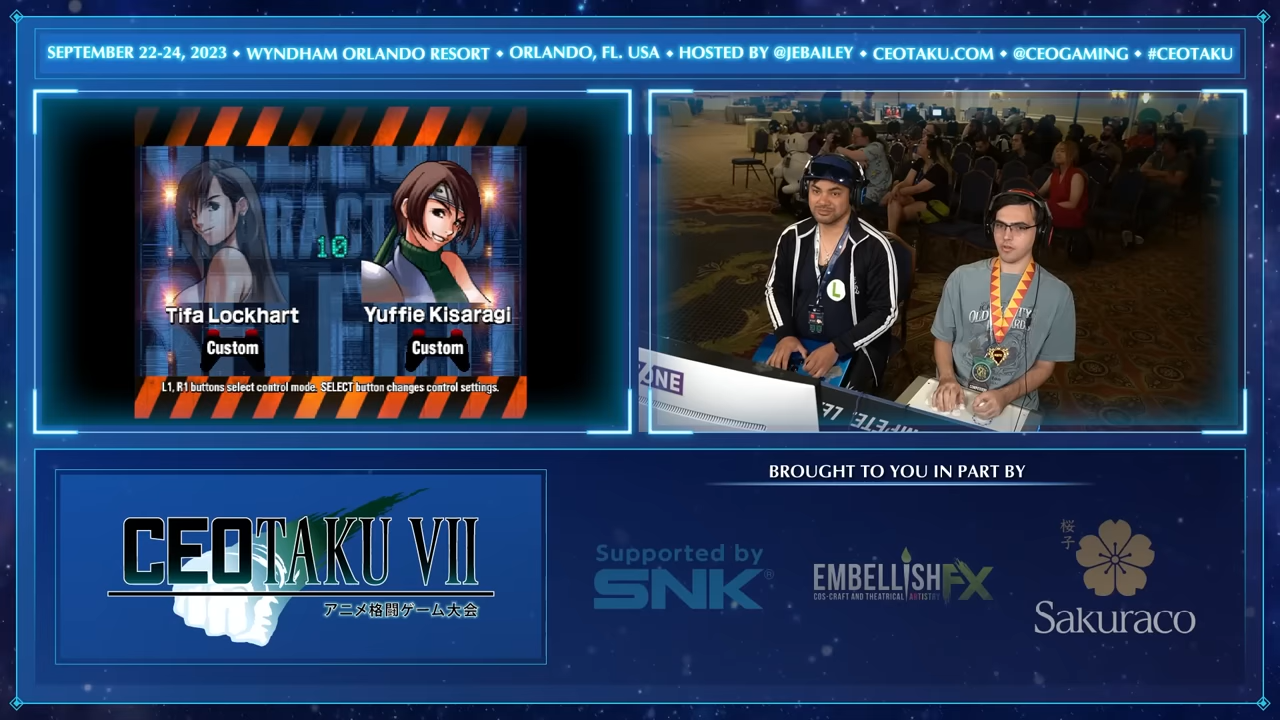 SEPTEMBER 22-24, 2023 ◆ WYNDHAM ORLANDO RESORT ◆ ORLANDO, FL. USA ◆ HOSTED BY @JEBAILEY ◆ CEOTAKU.COM ◆ @CEOGAMING ◆ #CEOTAKU
10
Tifa Lockhart
Yuffie Kisaragi
Custom
Custom
L1, R1 buttons select control mode. SELECT button changes control settings.
L
ZONE
BROUGHT TO YOU IN PART BY
CEOTAKU VII
アニメ格闘ゲーム大会
Supported by
SNK®
EMBELLISHFX
COS-CRAFT AND THEATRICAL ARTISTRY
桜子
Sakuraco